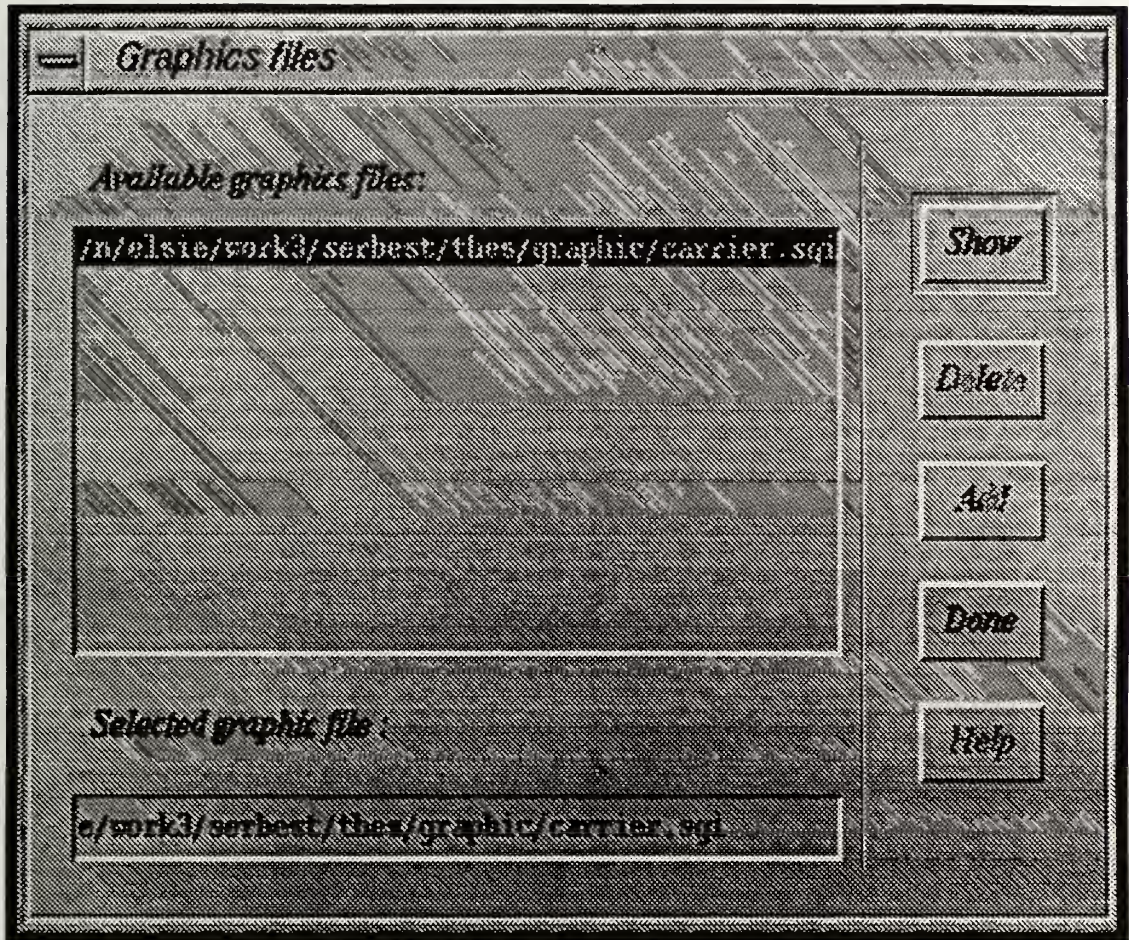 Graphics files
Available graphics files:
/n/elsie/work3/serbest/thes/graphic/carrier.sgi
Show
Delete
Add
Done
Selected graphic file :
Help
e/work3/serbest/thes/graphic/carrier.sgi